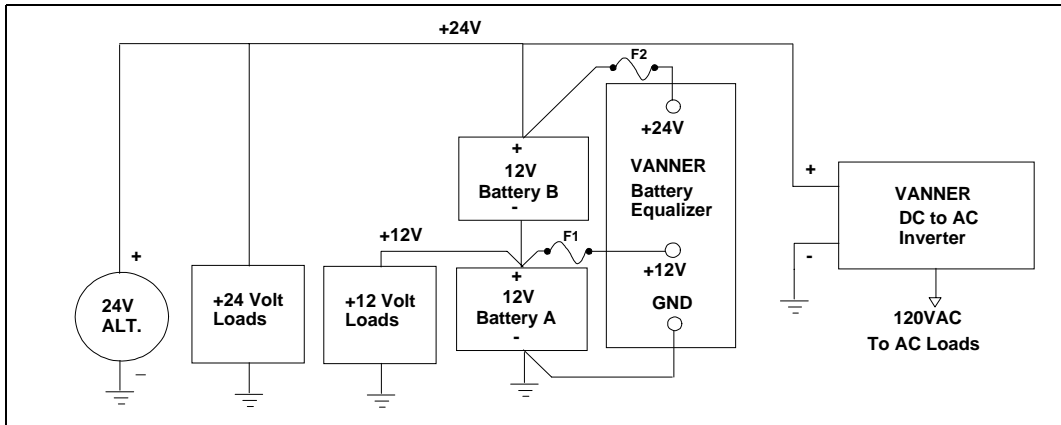 +24V
F2
+24V
+
12V
Battery B
-
VANNER
Battery
Equalizer
+
VANNER
DC to AC
Inverter
-
+12V
F1
+12V
+
24V
ALT.
-
+24 Volt
Loads
+12 Volt
Loads
+
12V
Battery A
-
GND
120VAC
To AC Loads